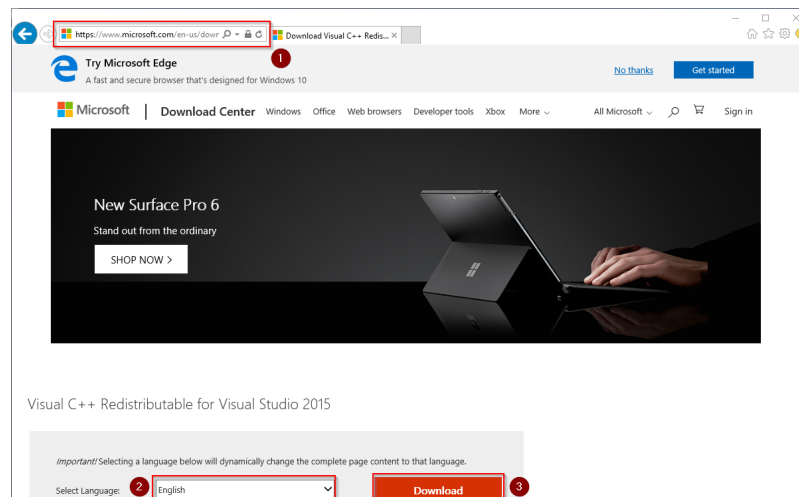 https://www.microsoft.com/en-us/dowr
Download Visual C++ Redis...
1
Try Microsoft Edge
A fast and secure browser that's designed for Windows 10
No thanks
Get started
Microsoft | Download Center Windows Office Web browsers Developer tools Xbox More All Microsoft Sign in
New Surface Pro 6
Stand out from the ordinary
SHOP NOW >
Visual C++ Redistributable for Visual Studio 2015
Important! Selecting a language below will dynamically change the complete page content to that language.
Select Language: 2 English Download 3